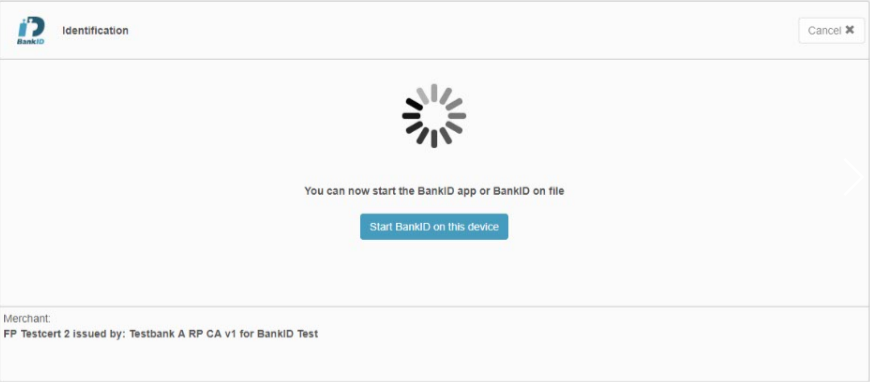 BankID
Identification
Cancel ✖
You can now start the BankID app or BankID on file
Start BankID on this device
Merchant:
FP Testcert 2 issued by: Testbank A RP CA v1 for BankID Test